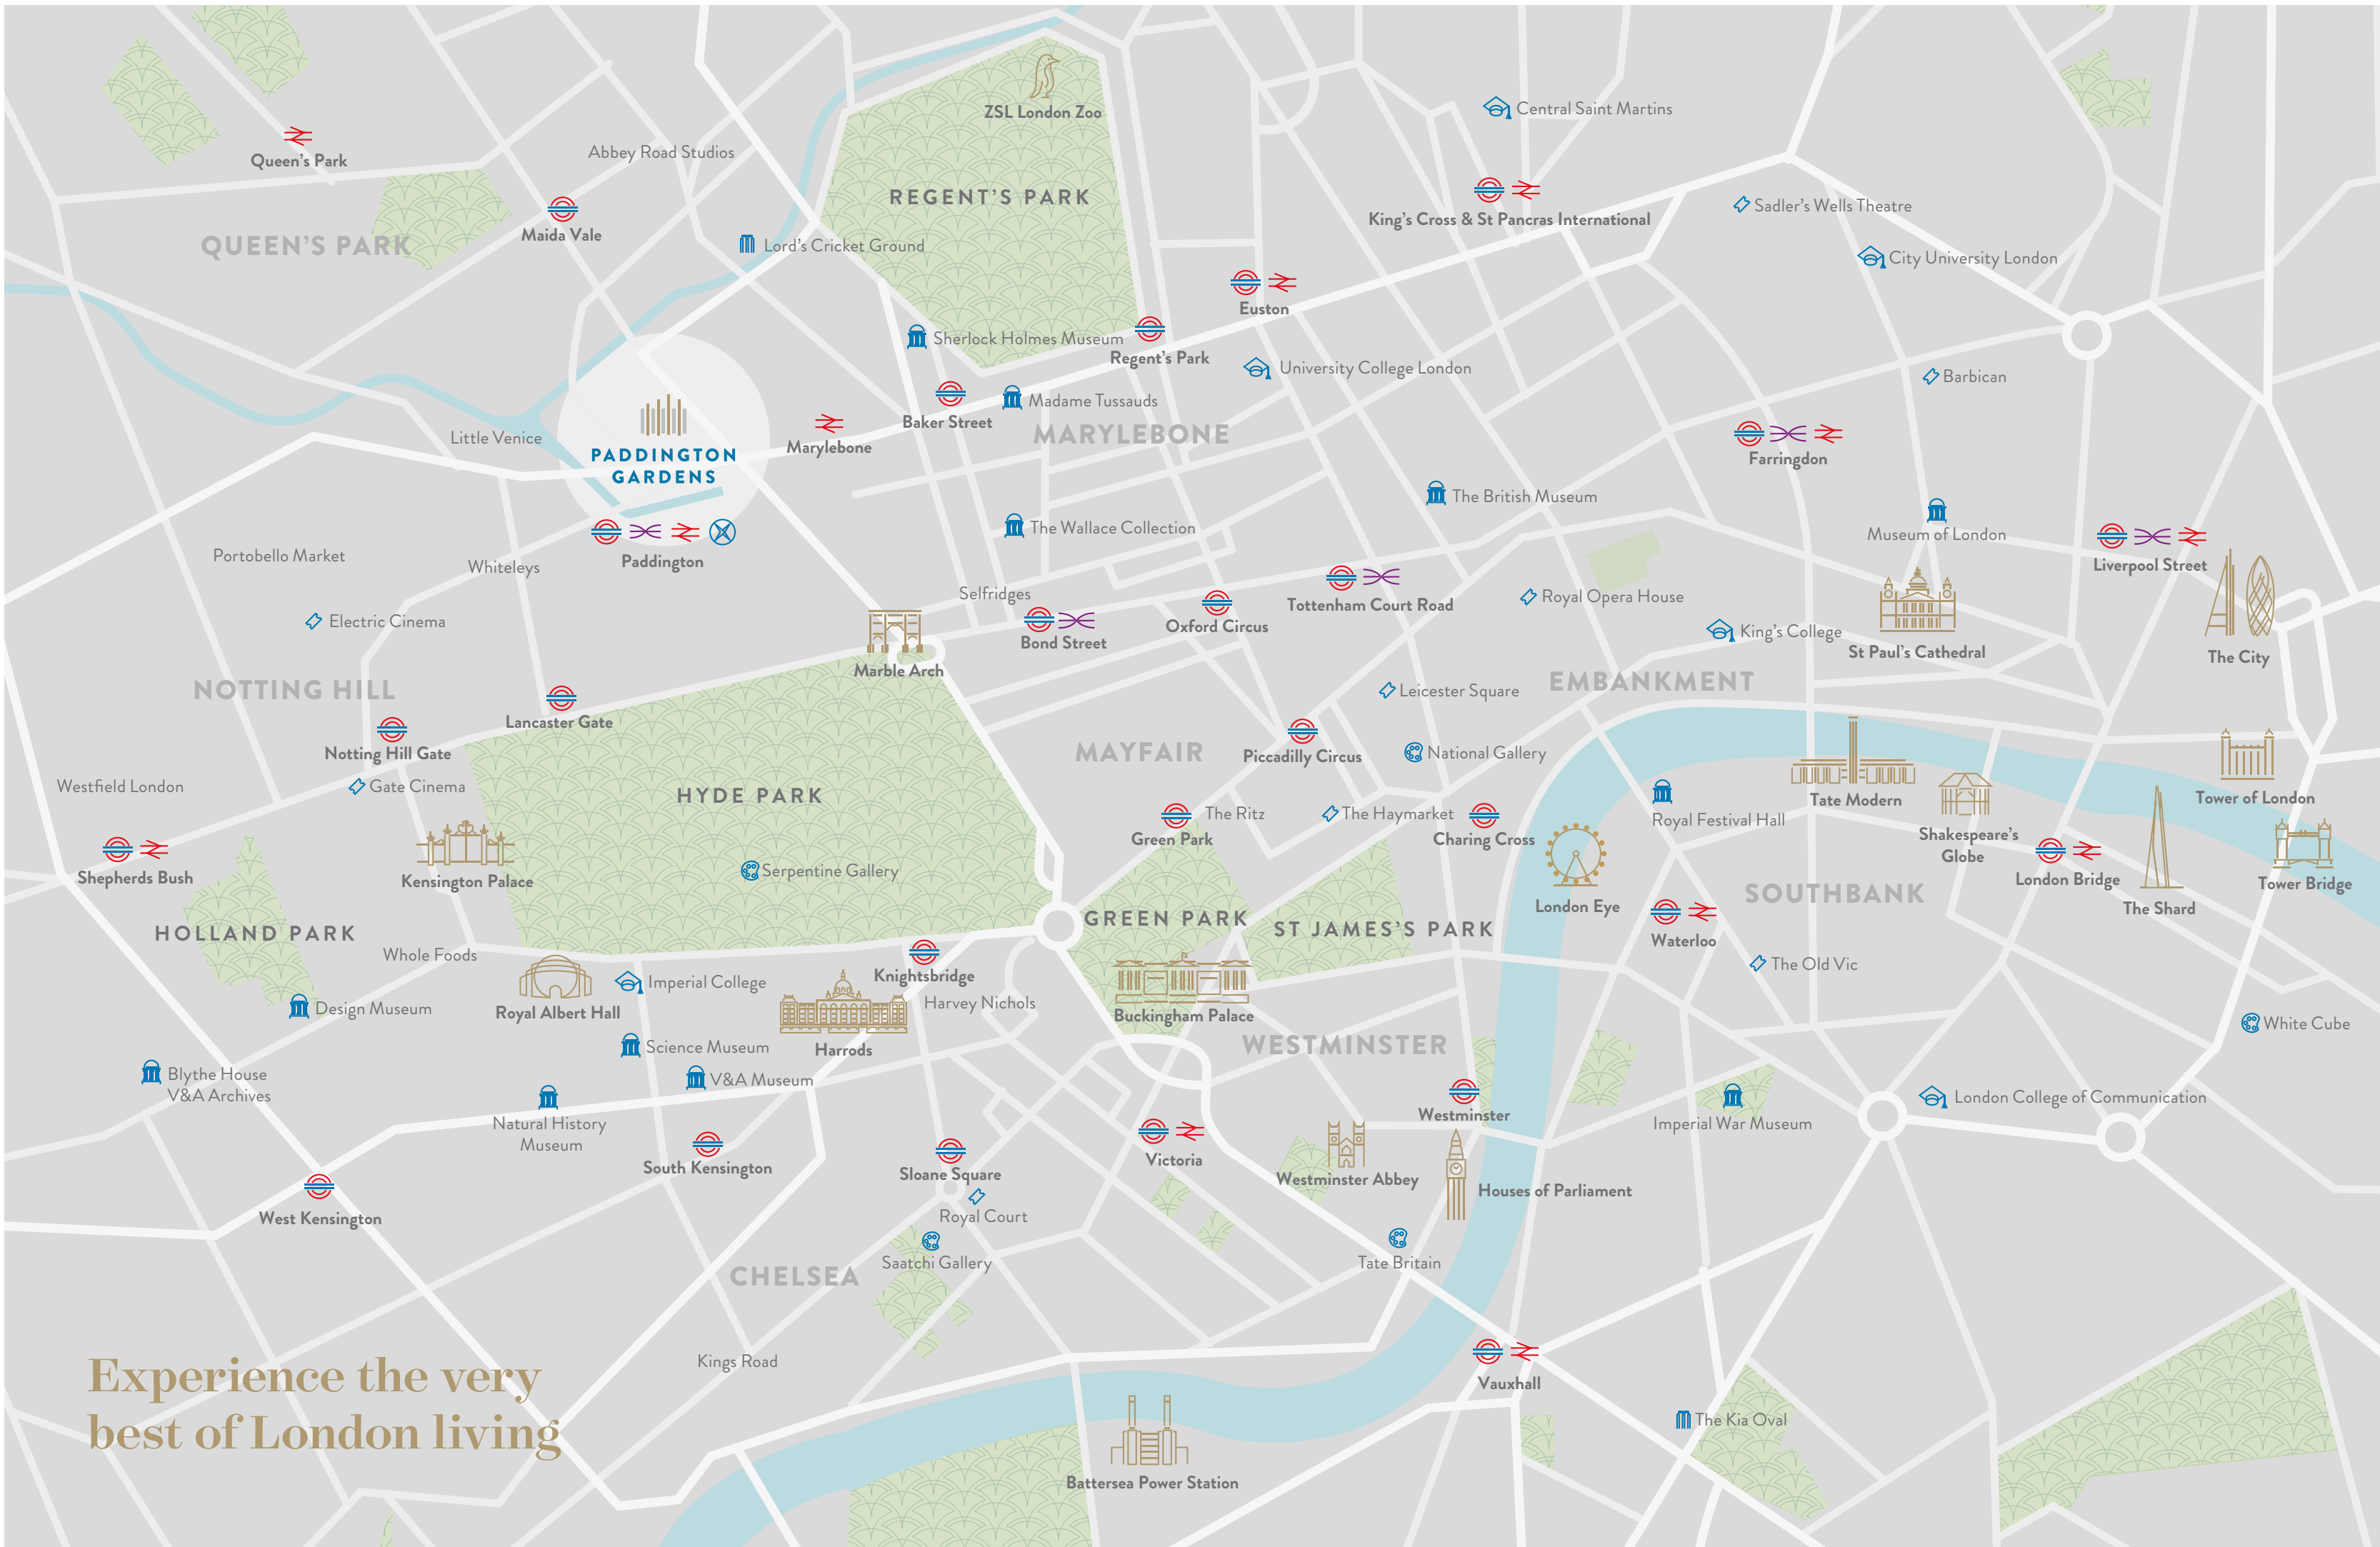 ZSL London Zoo
Central Saint Martins
Queen's Park
Abbey Road Studios
REGENT'S PARK
King's Cross & St Pancras International
Sadler's Wells Theatre
QUEEN'S PARK
Maida Vale
Lord's Cricket Ground
City University London
Euston
Sherlock Holmes Museum
Regent's Park
University College London
Barbican
Madame Tussauds
Baker Street
MARYLEBONE
Little Venice
Marylebone
PADDINGTON
GARDENS
Farringdon
The British Museum
The Wallace Collection
Museum of London
Portobello Market
Whiteleys
Paddington
Liverpool Street
Selfridges
Tottenham Court Road
Royal Opera House
Electric Cinema
Oxford Circus
Bond Street
King's College
St Paul's Cathedral
The City
Marble Arch
NOTTING HILL
Leicester Square
EMBANKMENT
Lancaster Gate
Notting Hill Gate
MAYFAIR
Piccadilly Circus
National Gallery
Westfield London
Gate Cinema
HYDE PARK
Tate Modern
Tower of London
The Ritz
The Haymarket
Royal Festival Hall
Green Park
Charing Cross
Shakespeare's
Globe
Shepherds Bush
Kensington Palace
Serpentine Gallery
London Bridge
Tower Bridge
London Eye
SOUTHBANK
The Shard
HOLLAND PARK
GREEN PARK
ST JAMES'S PARK
Waterloo
Whole Foods
Knightsbridge
The Old Vic
Imperial College
Harvey Nichols
Design Museum
Royal Albert Hall
Buckingham Palace
White Cube
Science Museum
Harrods
WESTMINSTER
Blythe House
V&A Archives
V&A Museum
Natural History
Museum
Westminster
Imperial War Museum
London College of Communication
South Kensington
Sloane Square
Victoria
Westminster Abbey
Houses of Parliament
West Kensington
Royal Court
Saatchi Gallery
Tate Britain
CHELSEA
Kings Road
Vauxhall
Experience the very
best of London living
The Kia Oval
Battersea Power Station